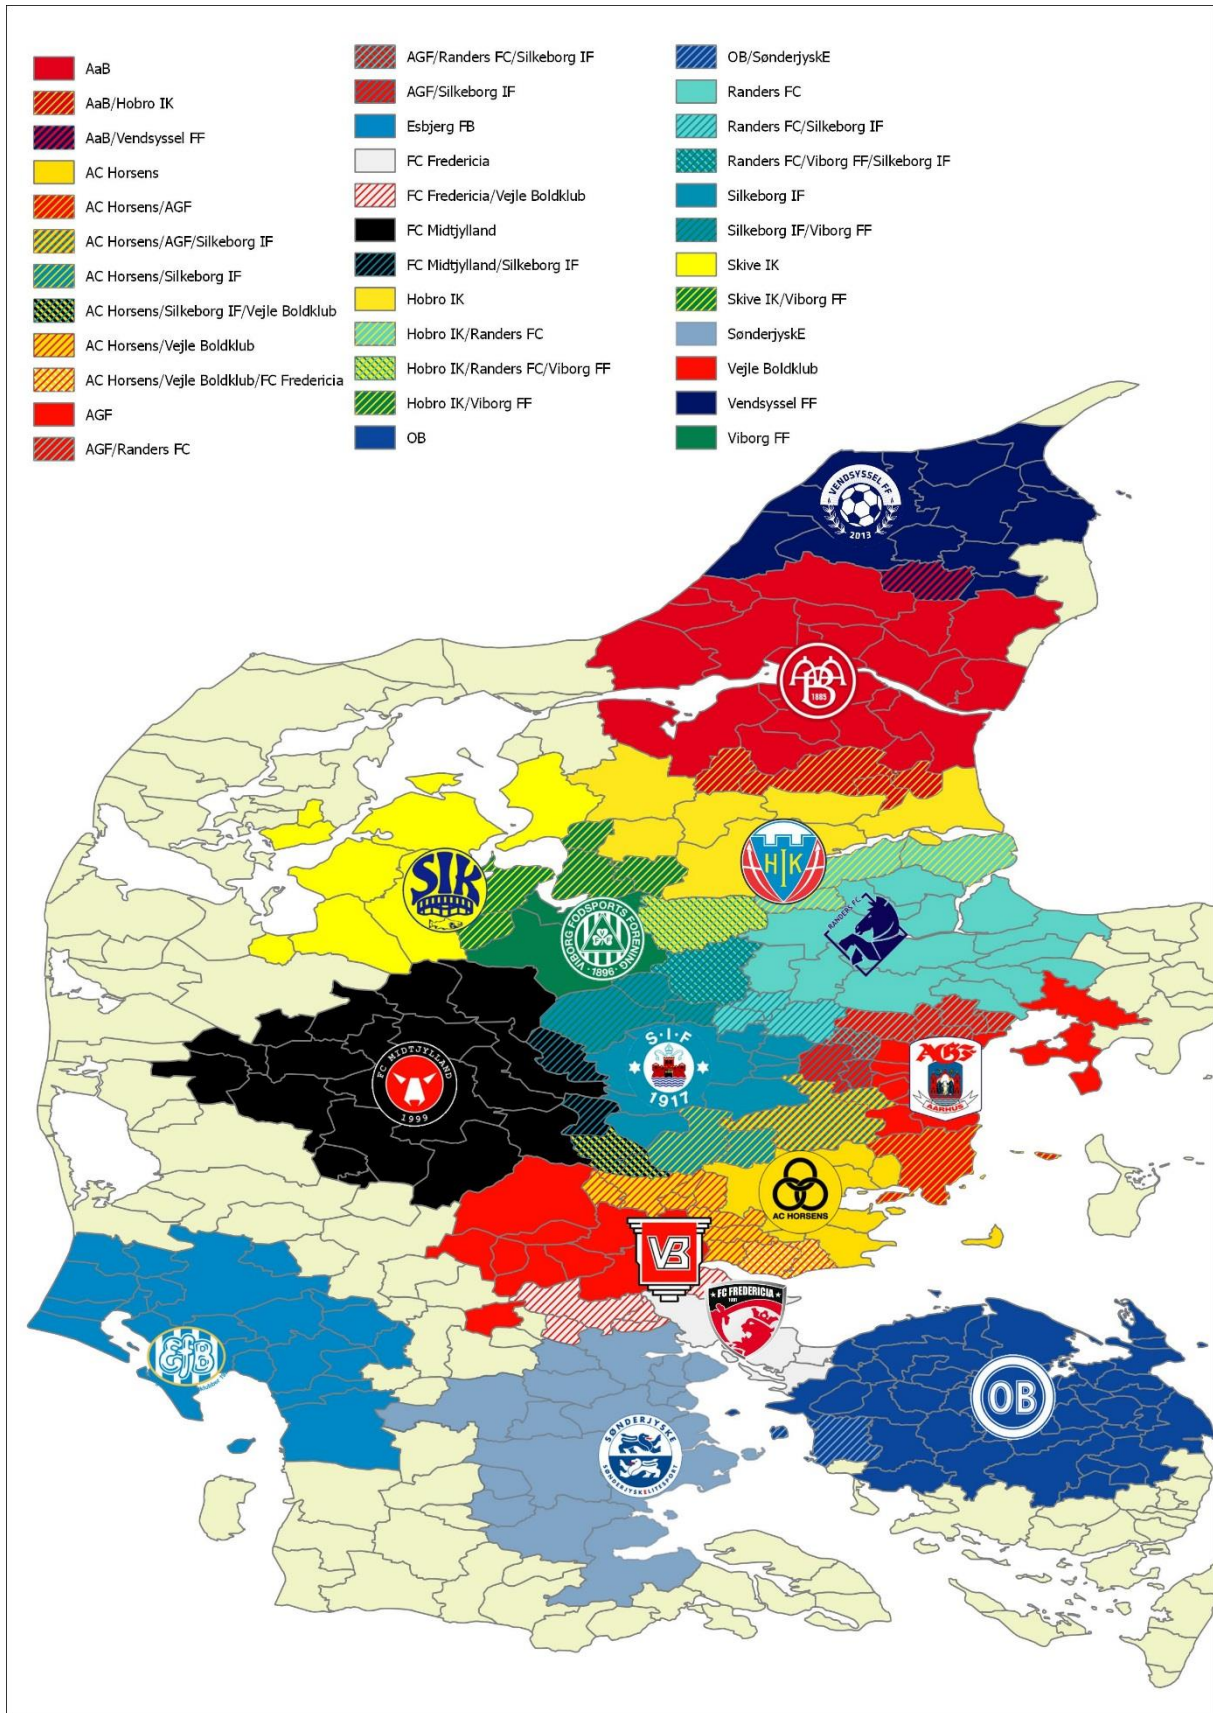 AaB
AaB/Hobro IK
AaB/Vendsyssel FF
AC Horsens
AC Horsens/AGF
AC Horsens/AGF/Silkeborg IF
AC Horsens/Silkeborg IF
AC Horsens/Silkeborg IF/Vejle Boldklub
AC Horsens/Vejle Boldklub
AC Horsens/Vejle Boldklub/FC Fredericia
AGF
AGF/Randers FC
AGF/Randers FC/Silkeborg IF
AGF/Silkeborg IF
Esbjerg FB
FC Fredericia
FC Fredericia/Vejle Boldklub
FC Midtjylland
FC Midtjylland/Silkeborg IF
Hobro IK
Hobro IK/Randers FC
Hobro IK/Randers FC/Viborg FF
Hobro IK/Viborg FF
OB
OB/SønderjyskE
Randers FC
Randers FC/Silkeborg IF
Randers FC/Viborg FF/Silkeborg IF
Silkeborg IF
Silkeborg IF/Viborg FF
Skive IK
Skive IK/Viborg FF
SønderjyskE
Vejle Boldklub
Vendsyssel FF
Viborg FF
VENDSYSSEL FF
2013
AAB
1885
HIK
SIK
VIBORG FODSPORTS FORENING
·1896·
RANDERS FC
S·I·F
1917
FC MIDTJYLLAND
1999
AGF
AARHUS
AC HORSENS
VB
FC FREDERICIA
EfB
OB
SØNDERJYSKE
SØNDERJYSKELITESPORT